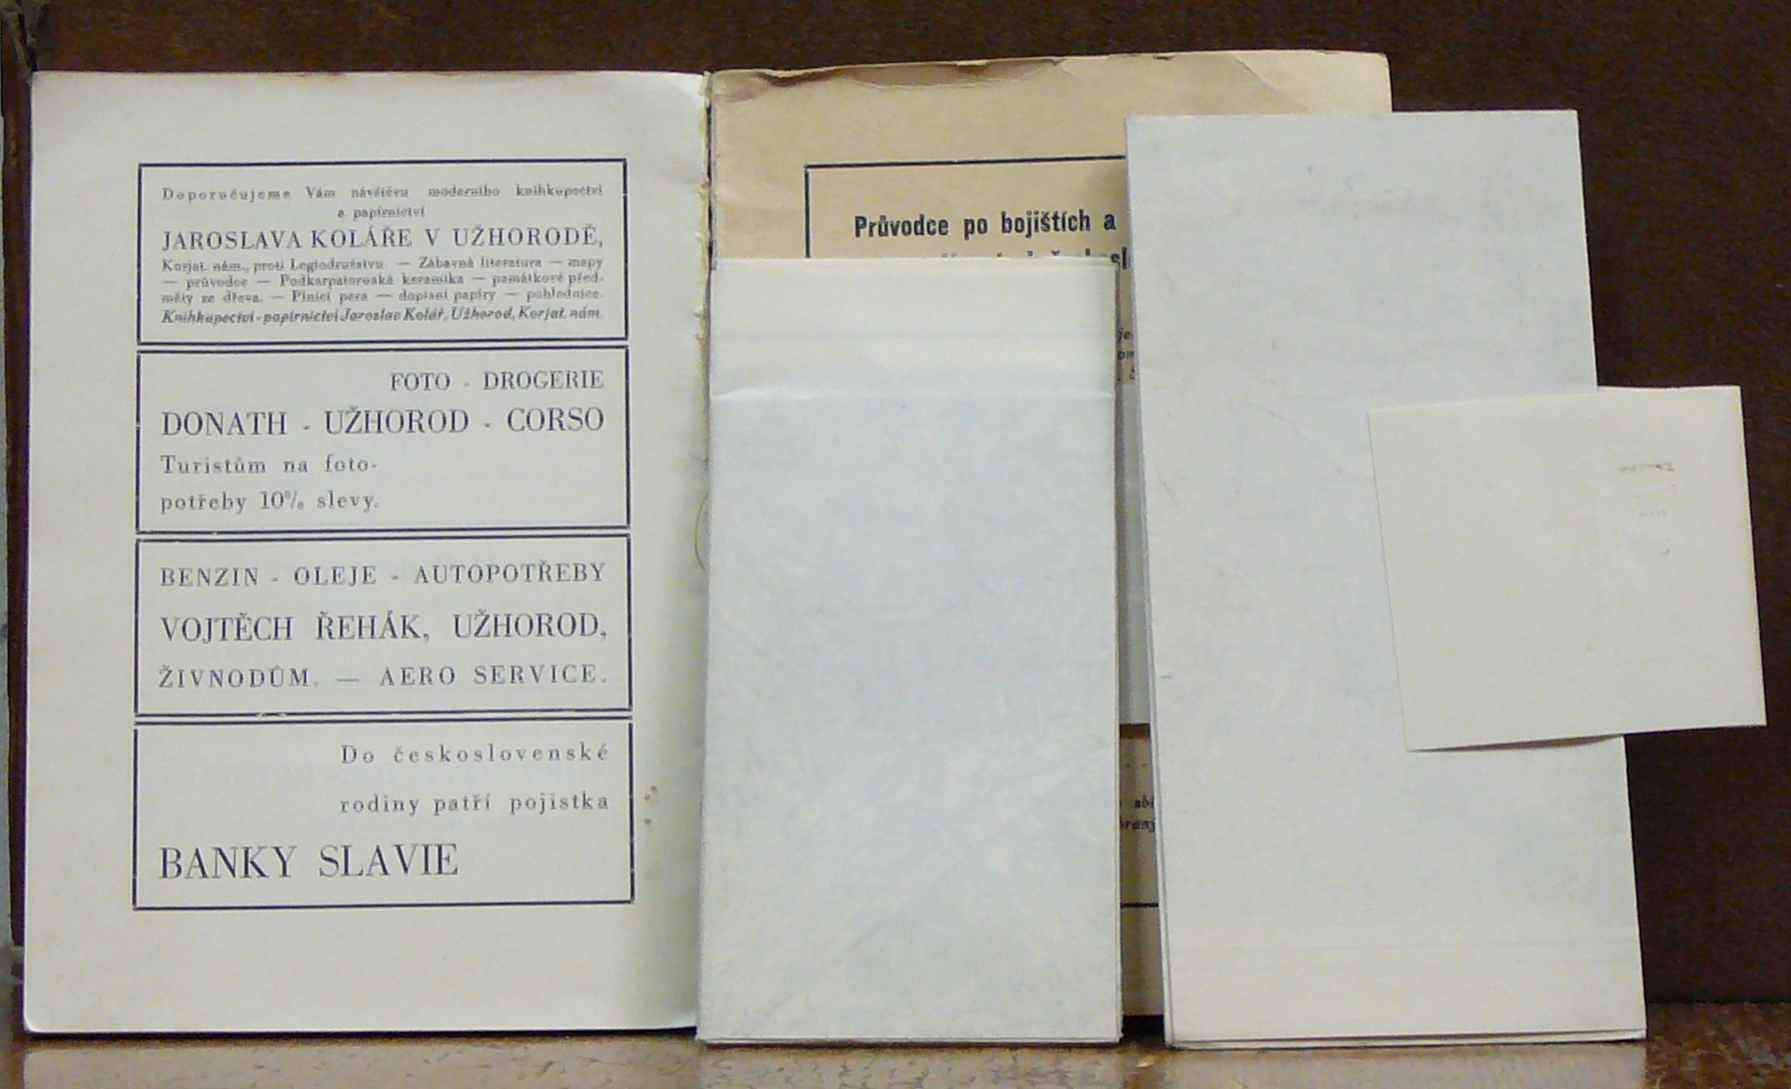 Doporučujeme Vám návštěvu moderního knihkupectví
a papírnictví
JAROSLAVA KOLÁŘE V UŽHORODĚ,
Korjat. nám., proti Legiodružstvu. — Zábavná literatura — mapy
— průvodce — Podkarpatoruská keramika — památkové před-
měty ze dřeva. — Plnicí pera — dopisní papíry — pohlednice.
Knihkupectví - papírnictví Jaroslav Kolář, Užhorod, Korjat. nám.
FOTO - DROGERIE
DONATH - UŽHOROD - CORSO
Turistům na foto-
potřeby 10% slevy.
BENZIN - OLEJE - AUTOPOTŘEBY
VOJTĚCH ŘEHÁK, UŽHOROD,
ŽIVNODŮM. — AERO SERVICE.
Do československé
rodiny patří pojistka
BANKY SLAVIE
Průvodce po bojištích a